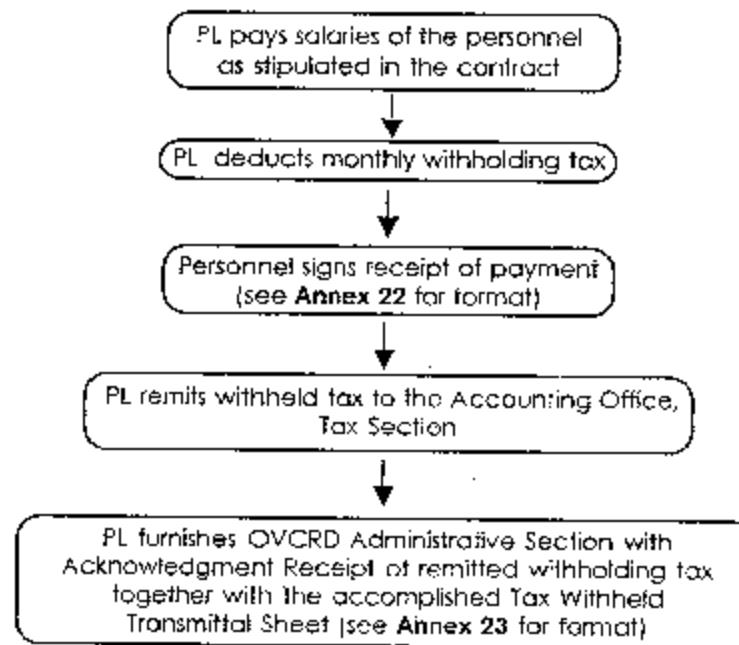 PL pays salaries of the personnel
as stipulated in the contract
PL deducts monthly withholding tax
Personnel signs receipt of payment
(see Annex 22 for format)
PL remits withheld tax to the Accounting Office,
Tax Section
PL furnishes OVCRD Administrative Section with
Acknowledgment Receipt of remitted withholding tax
together with the accomplished Tax Withheld
Transmittal Sheet (see Annex 23 for format)